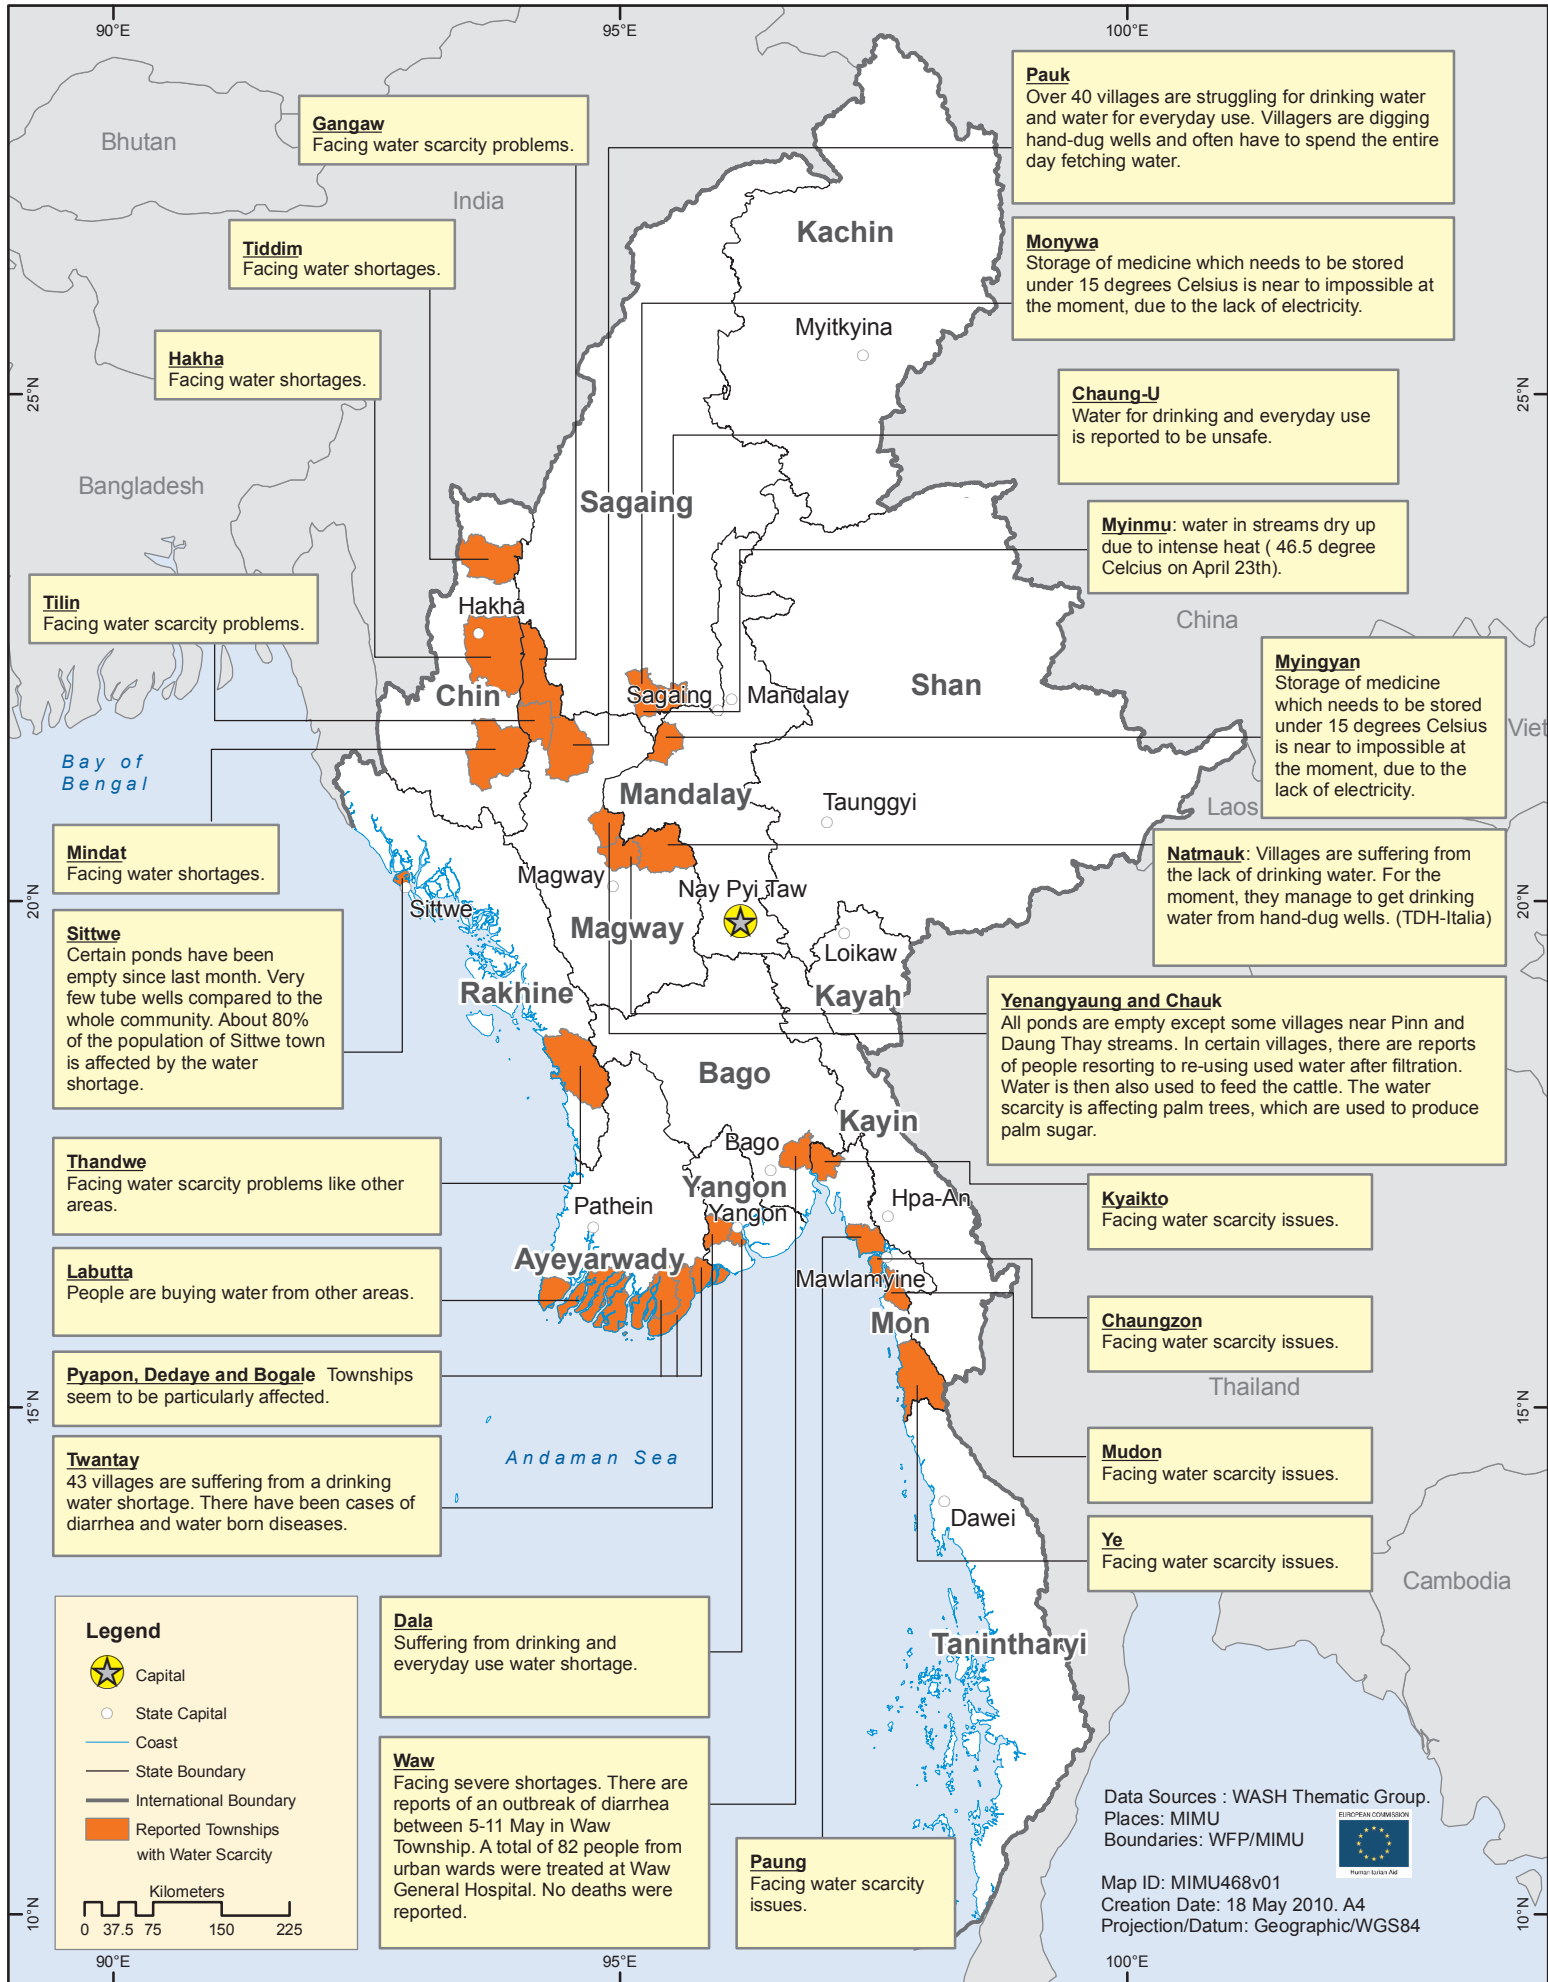 90°E
95°E
100°E
Bhutan
India
Bangladesh
China
Viet
Laos
Thailand
Cambodia
Gangaw
Facing water scarcity problems.
Tiddim
Facing water shortages.
Hakha
Facing water shortages.
Tilin
Facing water scarcity problems.
Mindat
Facing water shortages.
Sittwe
Certain ponds have been
empty since last month. Very
few tube wells compared to the
whole community. About 80%
of the population of Sittwe town
is affected by the water
shortage.
Thandwe
Facing water scarcity problems like other
areas.
Labutta
People are buying water from other areas.
Pyapon, Dedaye and Bogale Townships
seem to be particularly affected.
Twantay
43 villages are suffering from a drinking
water shortage. There have been cases of
diarrhea and water born diseases.
Dala
Suffering from drinking and
everyday use water shortage.
Waw
Facing severe shortages. There are
reports of an outbreak of diarrhea
between 5-11 May in Waw
Township. A total of 82 people from
urban wards were treated at Waw
General Hospital. No deaths were
reported.
Paung
Facing water scarcity
issues.
Pauk
Over 40 villages are struggling for drinking water
and water for everyday use. Villagers are digging
hand-dug wells and often have to spend the entire
day fetching water.
Monywa
Storage of medicine which needs to be stored
under 15 degrees Celsius is near to impossible at
the moment, due to the lack of electricity.
Chaung-U
Water for drinking and everyday use
is reported to be unsafe.
Myinmu: water in streams dry up
due to intense heat ( 46.5 degree
Celcius on April 23th).
Myingyan
Storage of medicine
which needs to be stored
under 15 degrees Celsius
is near to impossible at
the moment, due to the
lack of electricity.
Natmauk: Villages are suffering from
the lack of drinking water. For the
moment, they manage to get drinking
water from hand-dug wells. (TDH-Italia)
Yenangyaung and Chauk
All ponds are empty except some villages near Pinn and
Daung Thay streams. In certain villages, there are reports
of people resorting to re-using used water after filtration.
Water is then also used to feed the cattle. The water
scarcity is affecting palm trees, which are used to produce
palm sugar.
Kyaikto
Facing water scarcity issues.
Chaungzon
Facing water scarcity issues.
Mudon
Facing water scarcity issues.
Ye
Facing water scarcity issues.
Kachin
Myitkyina
Sagaing
Hakha
Chin
Sagaing
Mandalay
Shan
Mandalay
Taunggyi
Magway
Nay Pyi Taw
Magway
Sittwe
Rakhine
Loikaw
Kayah
Bago
Kayin
Bago
Yangon
Yangon
Pathein
Ayeyarwady
Hpa-An
Mawlamyine
Mon
Dawei
Tanintharyi
Bay of
Bengal
Andaman Sea
25°N
20°N
15°N
10°N
25°N
20°N
15°N
10°N
Legend
Capital
State Capital
Coast
State Boundary
International Boundary
Reported Townships
with Water Scarcity
Kilometers
0 37.5 75 150 225
Data Sources : WASH Thematic Group.
Places: MIMU
Boundaries: WFP/MIMU
EUROPEAN COMMISSION
Humanitarian Aid
Map ID: MIMU468v01
Creation Date: 18 May 2010. A4
Projection/Datum: Geographic/WGS84
90°E
95°E
100°E